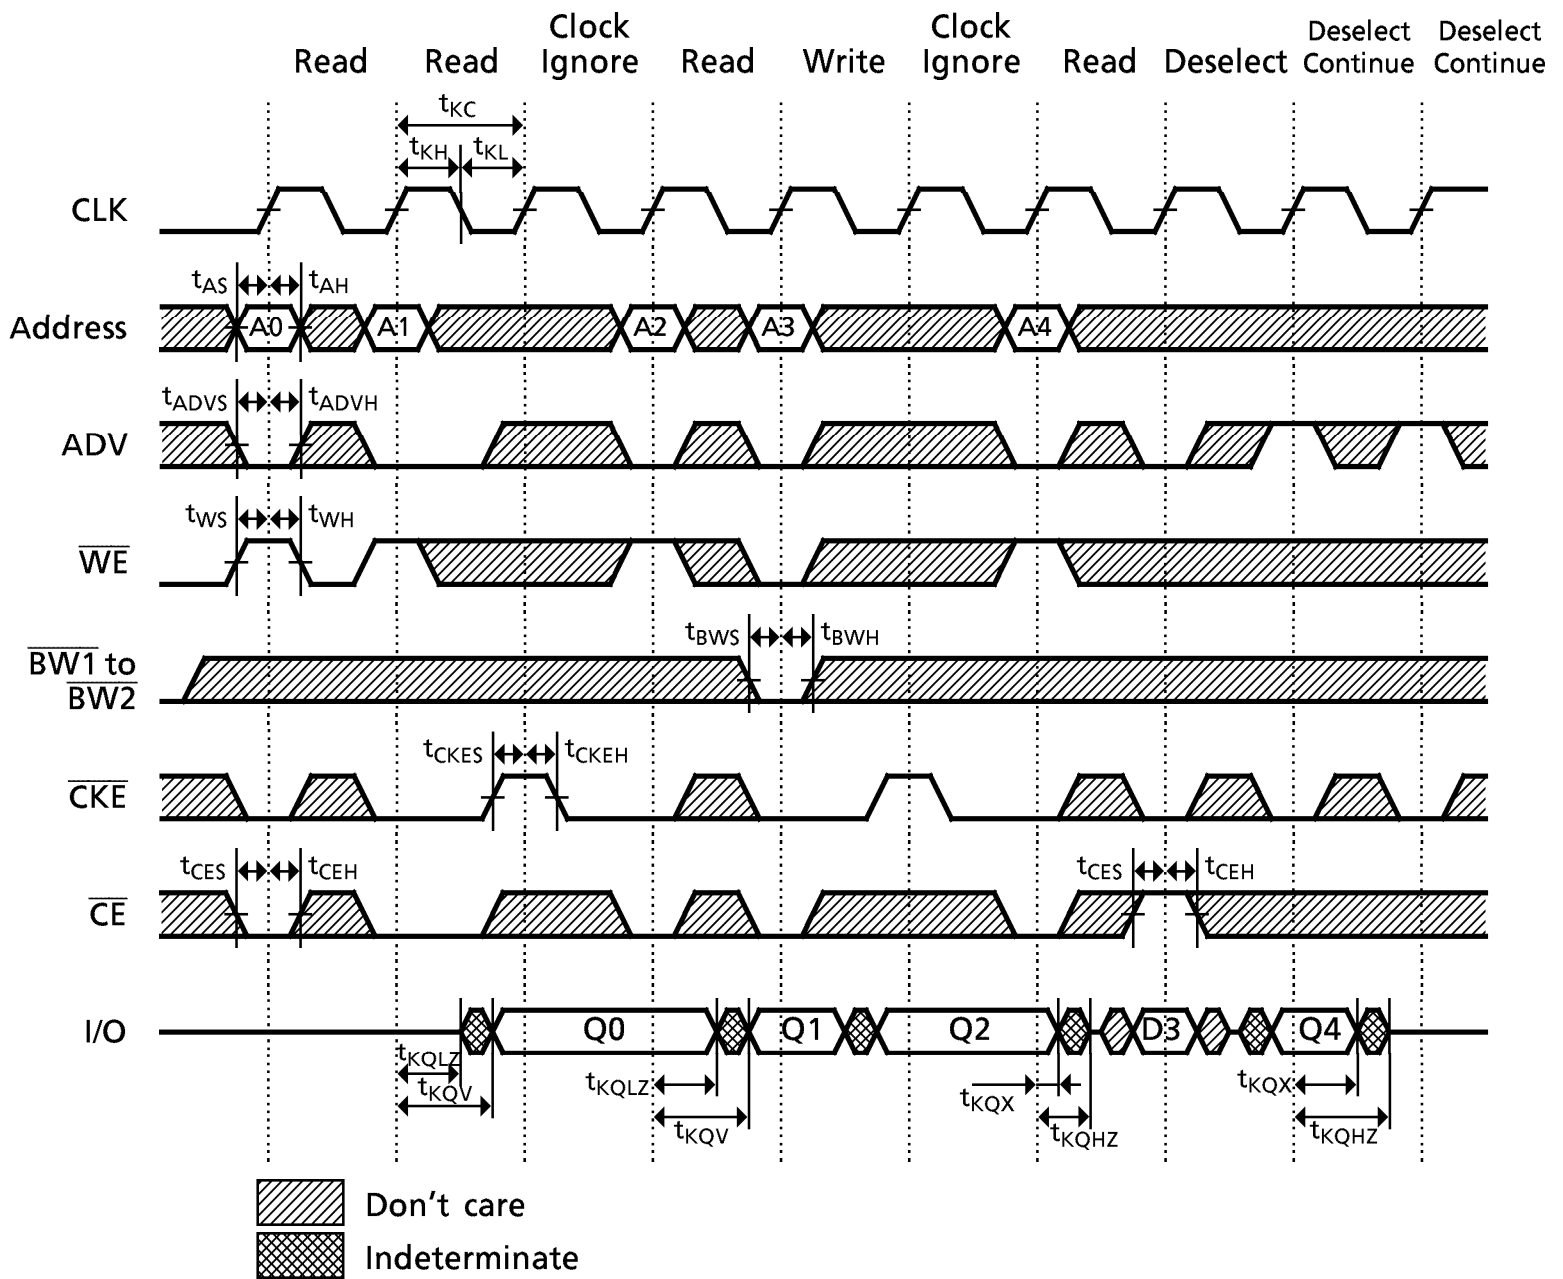 Read Read Clock Ignore Read Write Clock Ignore Read Deselect Deselect Continue Deselect Continue
tKC
tKH tKL
CLK
tAS tAH
Address A0 A1 A2 A3 A4
tADVS tADVH
ADV
tWS tWH
WE
tBWS tBWH
BW1 to
BW2
tCKES tCKEH
CKE
tCES tCEH tCES tCEH
CE
I/O Q0 Q1 Q2 D3 Q4
tKQLZ tKQLZ tKQX tKQX
tKQV tKQV tKQHZ tKQHZ
Don't care
Indeterminate